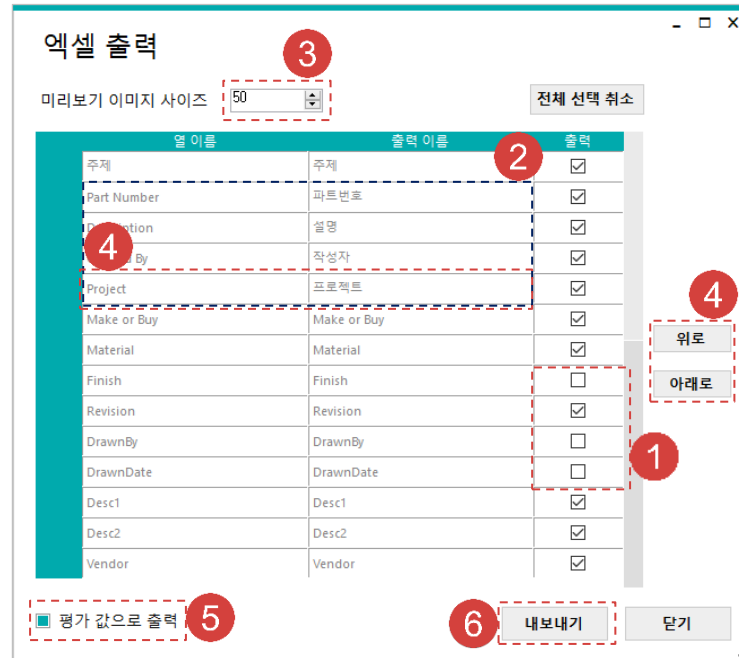 엑셀 출력
3
미리보기 이미지 사이즈 50 전체 선택 취소
열 이름 출력 이름 출력
2
주제 주제
Part Number 파트번호
설명
4
By 작성자
Project 프로젝트
4
Make or Buy Make or Buy
위로
Material Material
Finish Finish
아래로
Revision Revision
DrawnBy DrawnBy
1
DrawnDate DrawnDate
Desc1 Desc1
Desc2 Desc2
Vendor Vendor
평가 값으로 출력 5 6 내보내기 닫기